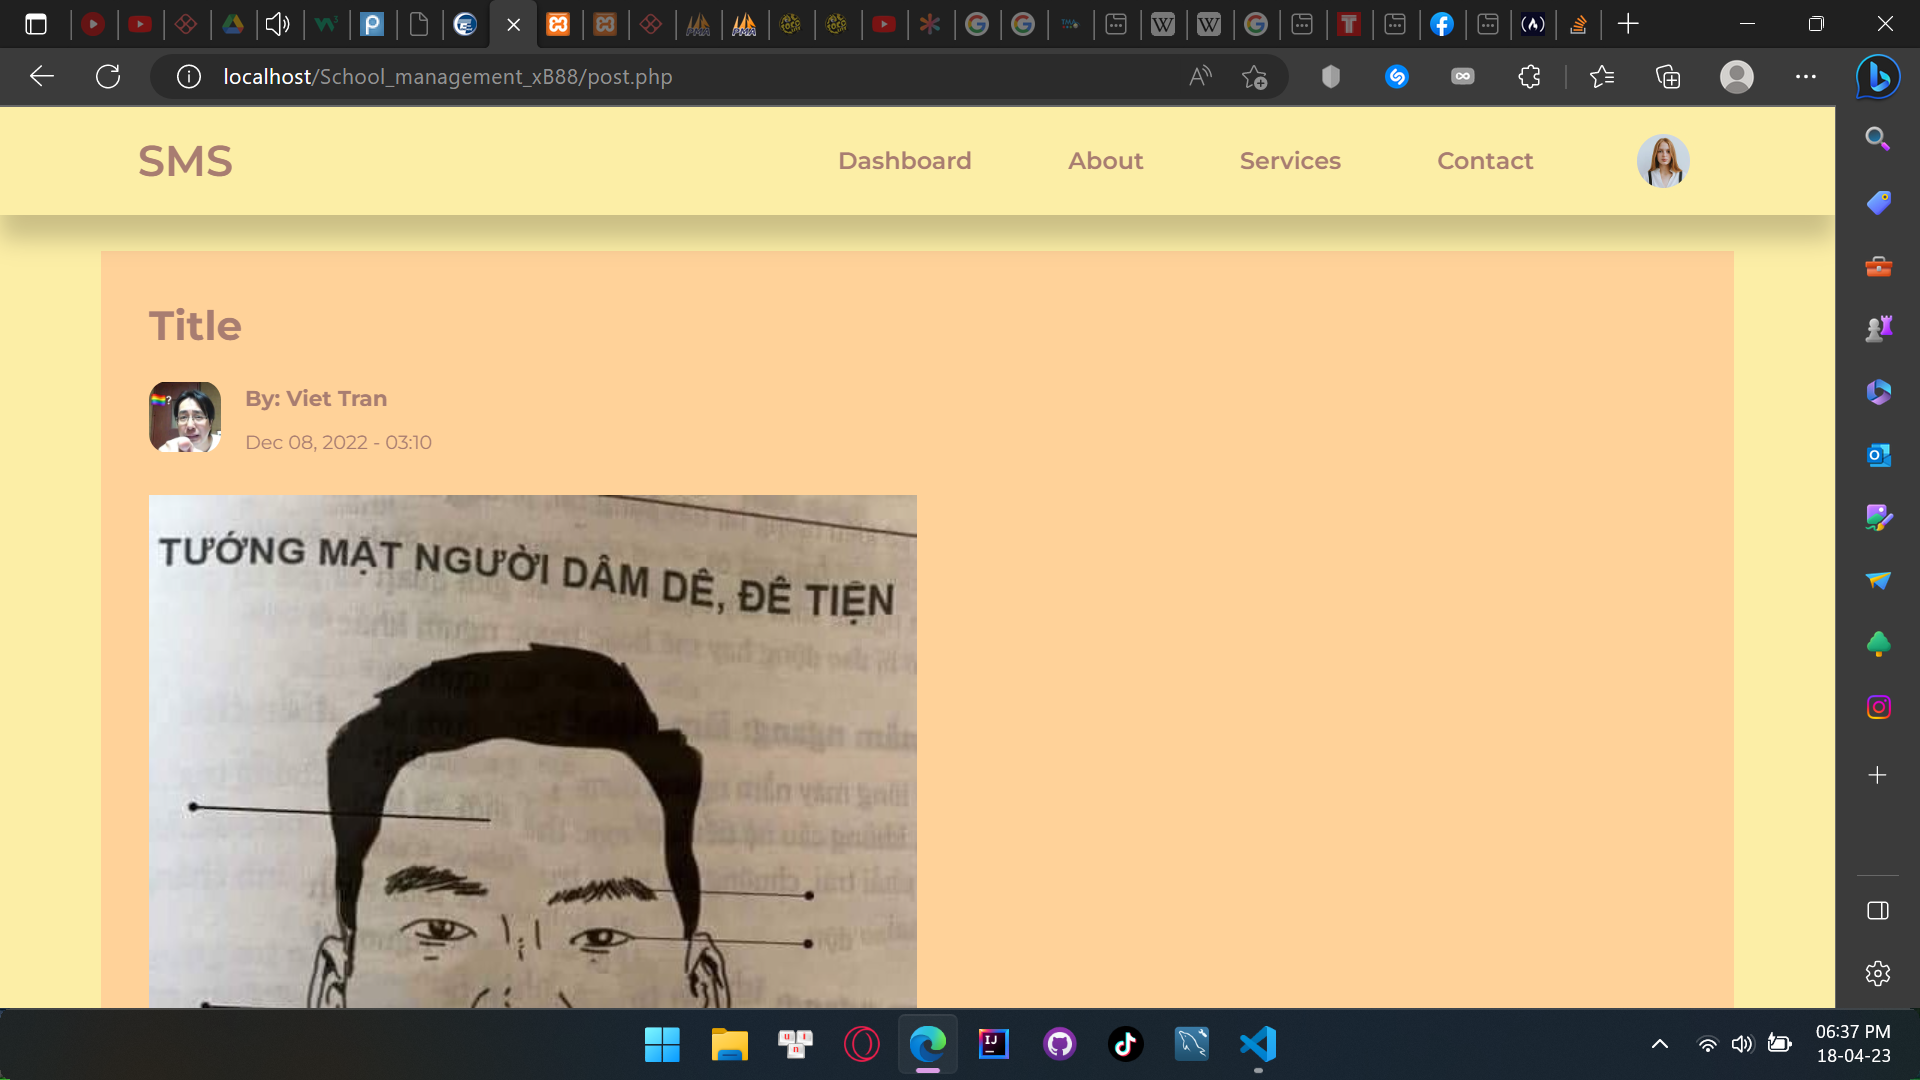 localhost/School_management_xB88/post.php
SMS
Dashboard
About
Services
Contact
Title
By: Viet Tran
Dec 08, 2022 - 03:10
TƯỚNG MẶT NGƯỜI DÂM DÊ, ĐÊ TIỆN
06:37 PM
18-04-23